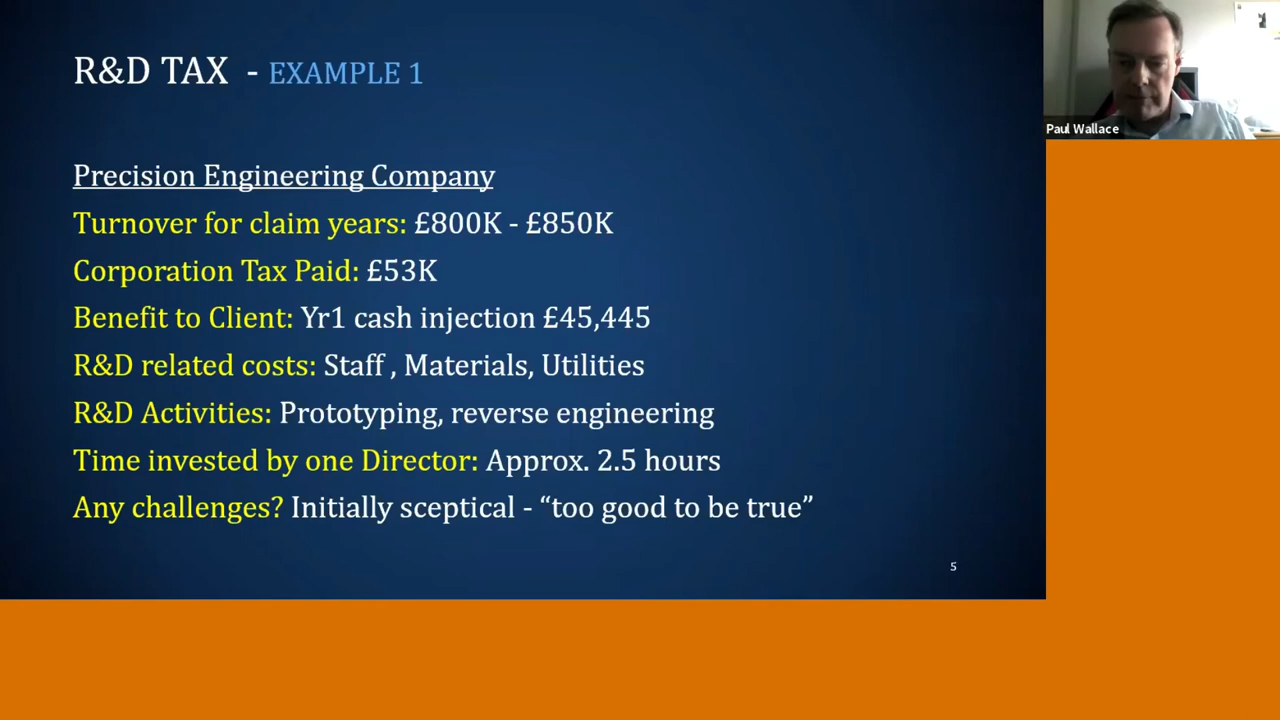 R&D TAX - EXAMPLE 1
Precision Engineering Company
Turnover for claim years: £800K - £850K
Corporation Tax Paid: £53K
Benefit to Client: Yr1 cash injection £45,445
R&D related costs: Staff , Materials, Utilities
R&D Activities: Prototyping, reverse engineering
Time invested by one Director: Approx. 2.5 hours
Any challenges? Initially sceptical - “too good to be true”
5
Paul Wallace